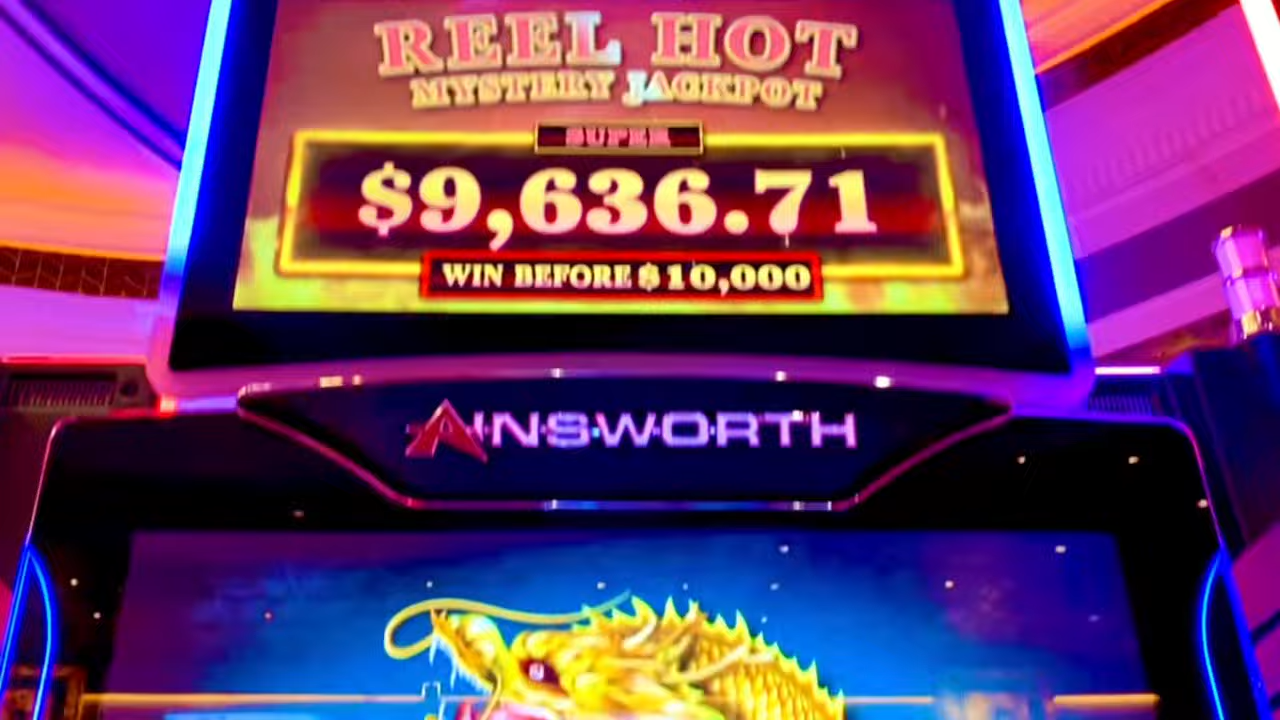 REEL HOT
MYSTERY JACKPOT
SUPER
$9,636.71
WIN BEFORE $10,000
AINSWORTH